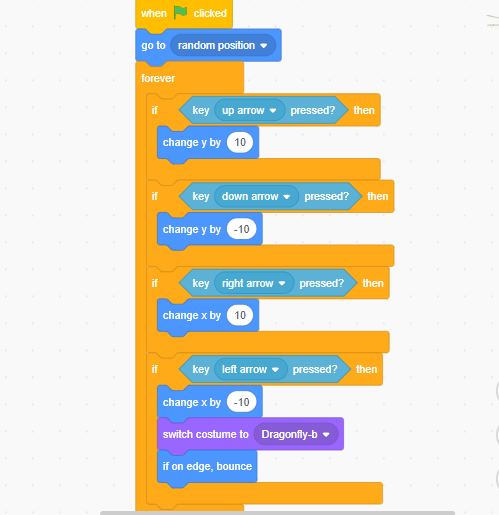 when clicked
go to random position
forever
if key up arrow pressed? then
change y by 10
if key down arrow pressed? then
change y by -10
if key right arrow pressed? then
change x by 10
if key left arrow pressed? then
change x by -10
switch costume to Dragonfly-b
if on edge, bounce